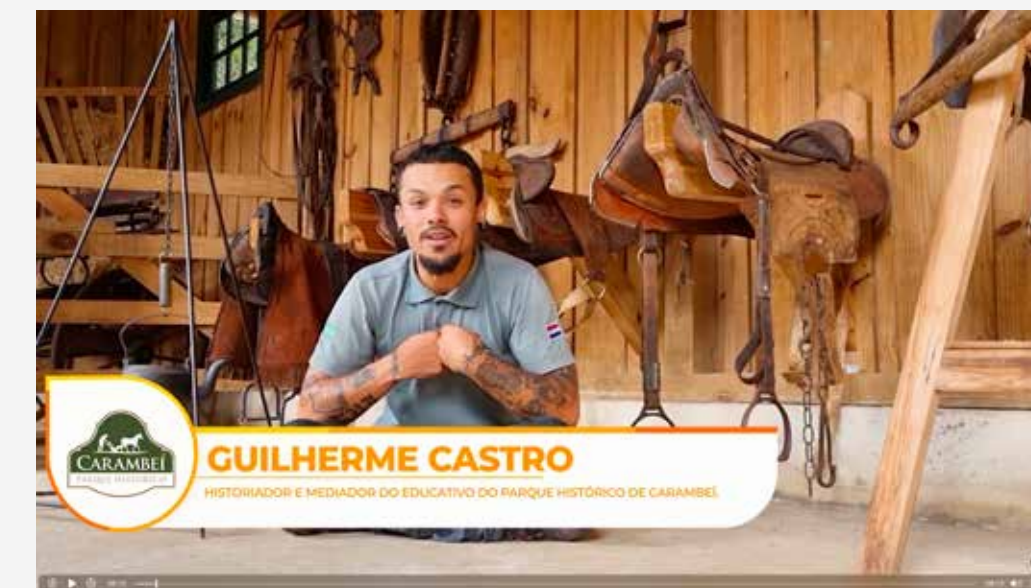 GUILHERME CASTRO
HISTORIADOR E MEDIADOR DO EDUCATIVO DO PARQUE HISTÓRICO DE CARAMBEÍ.
CARAMBEÍ
PARQUE HISTÓRICO